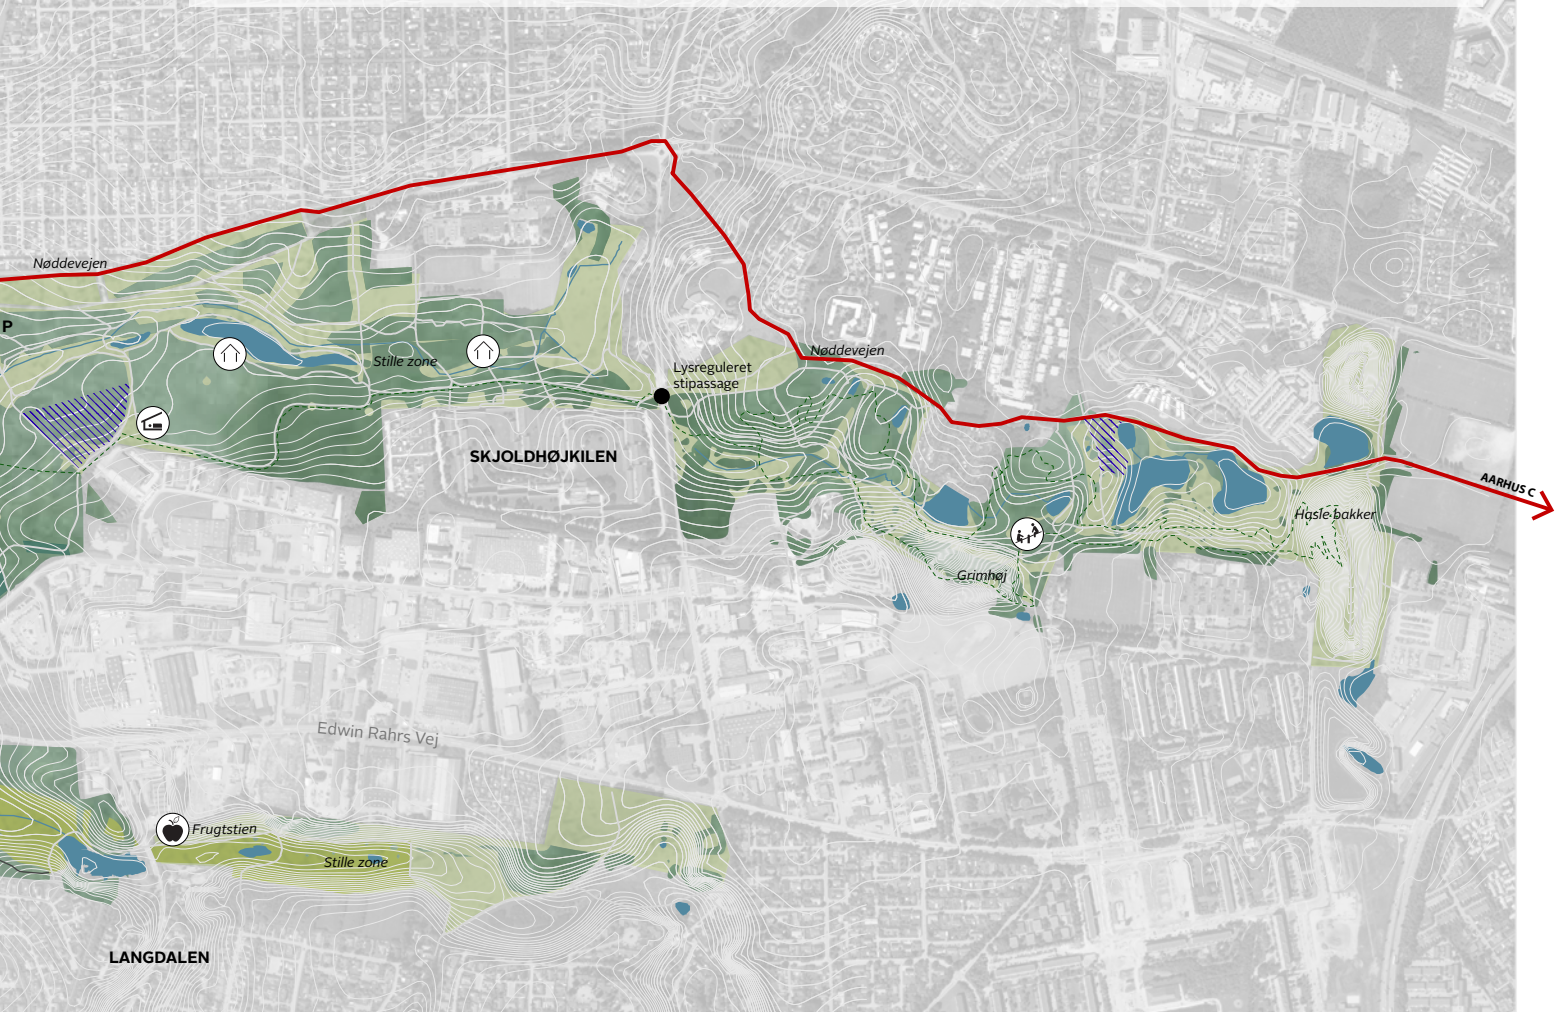 Nøddevejen
P
Stille zone
Lysreguleret
stipassage
Nøddevejen
SKJOLDHØJKILEN
AARHUS C
Hasle bakker
Grimhøj
Edwin Rahrs Vej
Frugtstien
Stille zone
LANGDALEN